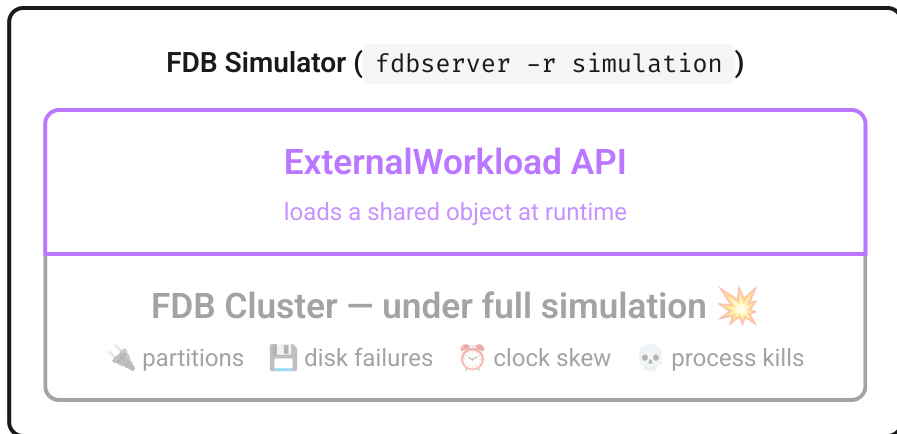 FDB Simulator ( fdbserver -r simulation )
ExternalWorkload API
loads a shared object at runtime
FDB Cluster — under full simulation 💥
🔌 partitions 💾 disk failures ⏰ clock skew 💀 process kills